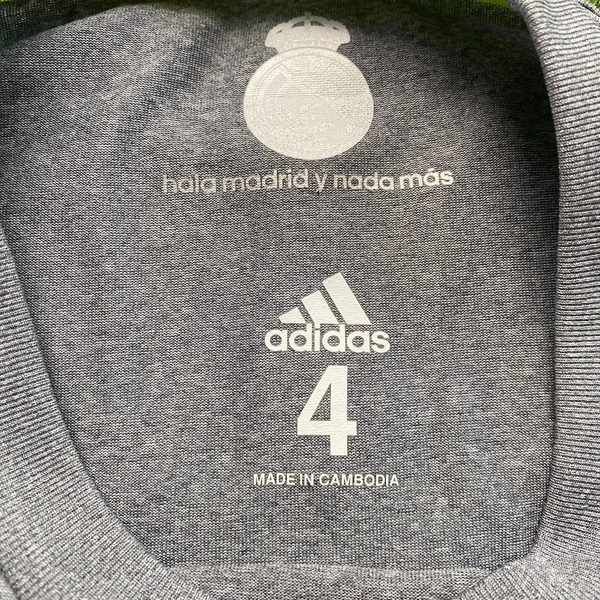 hala madrid y nada más
adidas
4
MADE IN CAMBODIA